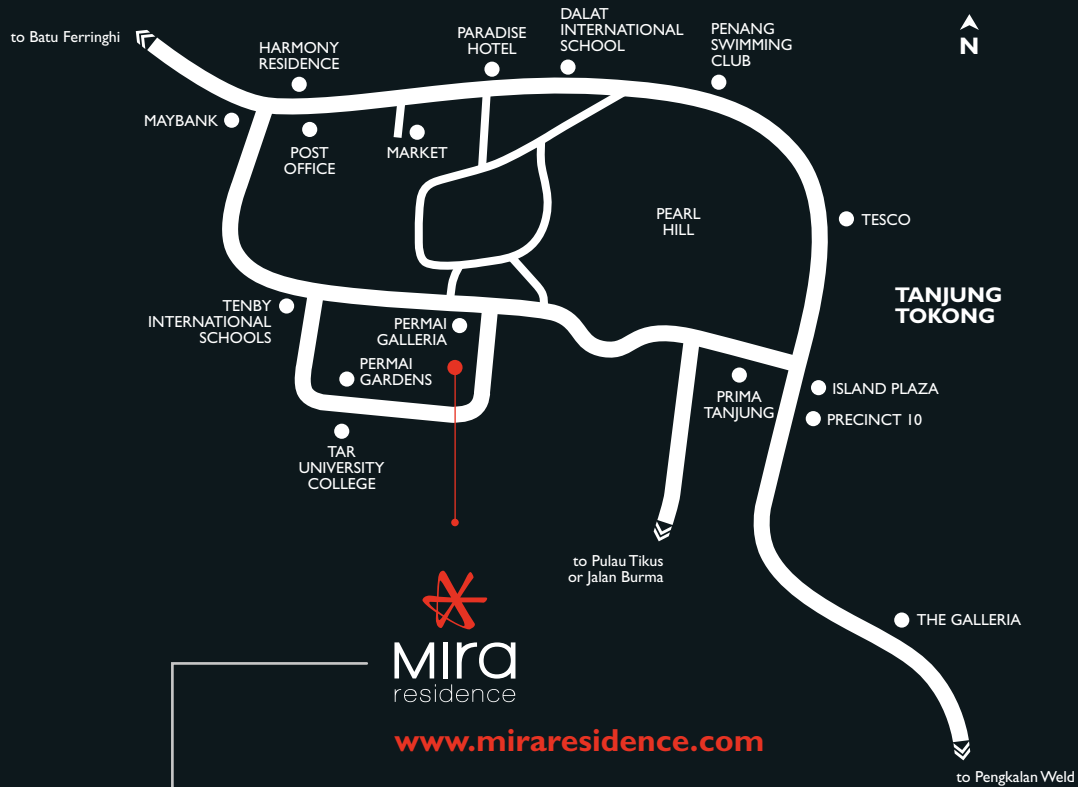 to Batu Ferringhi
HARMONY
RESIDENCE
PARADISE
HOTEL
DALAT
INTERNATIONAL
SCHOOL
PENANG
SWIMMING
CLUB
N
MAYBANK
POST
OFFICE
MARKET
PEARL
HILL
TESCO
TANJUNG
TOKONG
TENBY
INTERNATIONAL
SCHOOLS
PERMAI
GALLERIA
PERMAI
GARDENS
PRIMA
TANJUNG
ISLAND PLAZA
PRECINCT 10
TAR
UNIVERSITY
COLLEGE
to Pulau Tikus
or Jalan Burma
THE GALLERIA
Mira
residence
www.miraresidence.com
to Pengkalan Weld